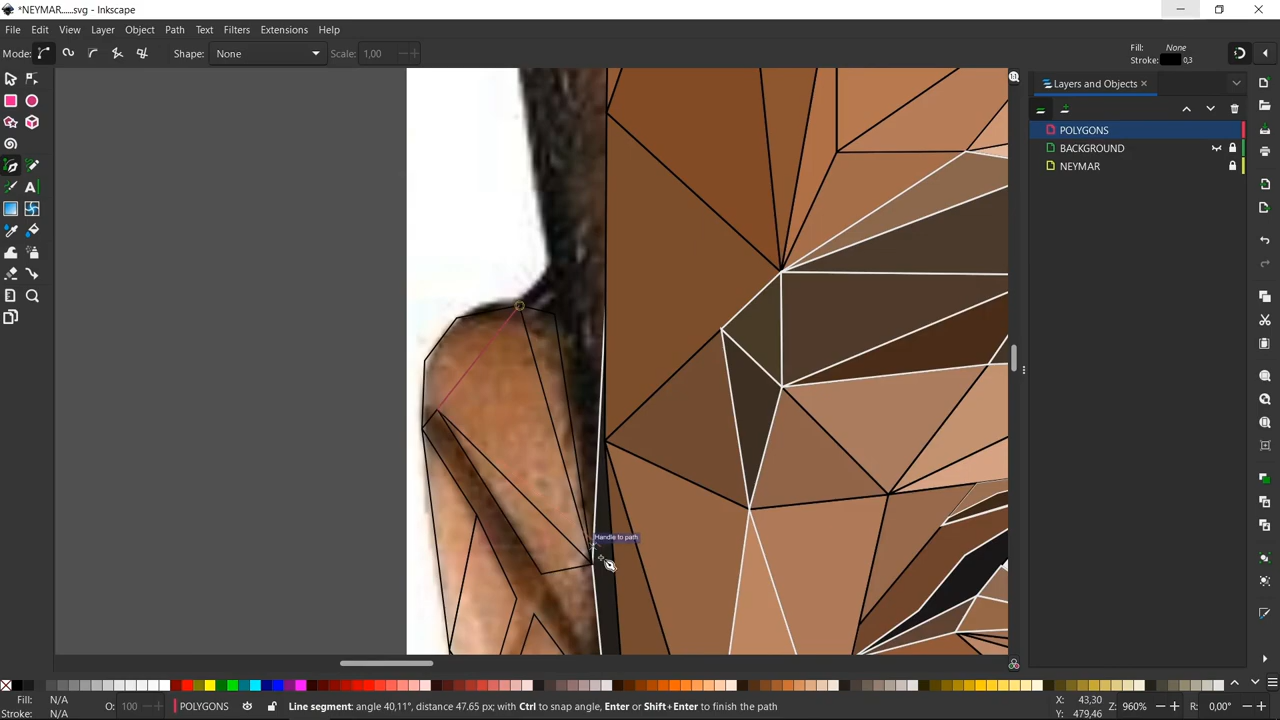 *NEYMAR......svg - Inkscape
File Edit View Layer Object Path Text Filters Extensions Help
Mode: Shape: None Scale: 1,00
Fill: None
Stroke: 0,3
Layers and Objects
POLYGONS
BACKGROUND
NEYMAR
Handle to path
Fill: N/A
Stroke: N/A
O: 100
POLYGONS
Line segment: angle 40,11°, distance 47.65 px; with Ctrl to snap angle, Enter or Shift+Enter to finish the path
X: 43,30
Y: 479,46
Z: 960%
R: 0,00°